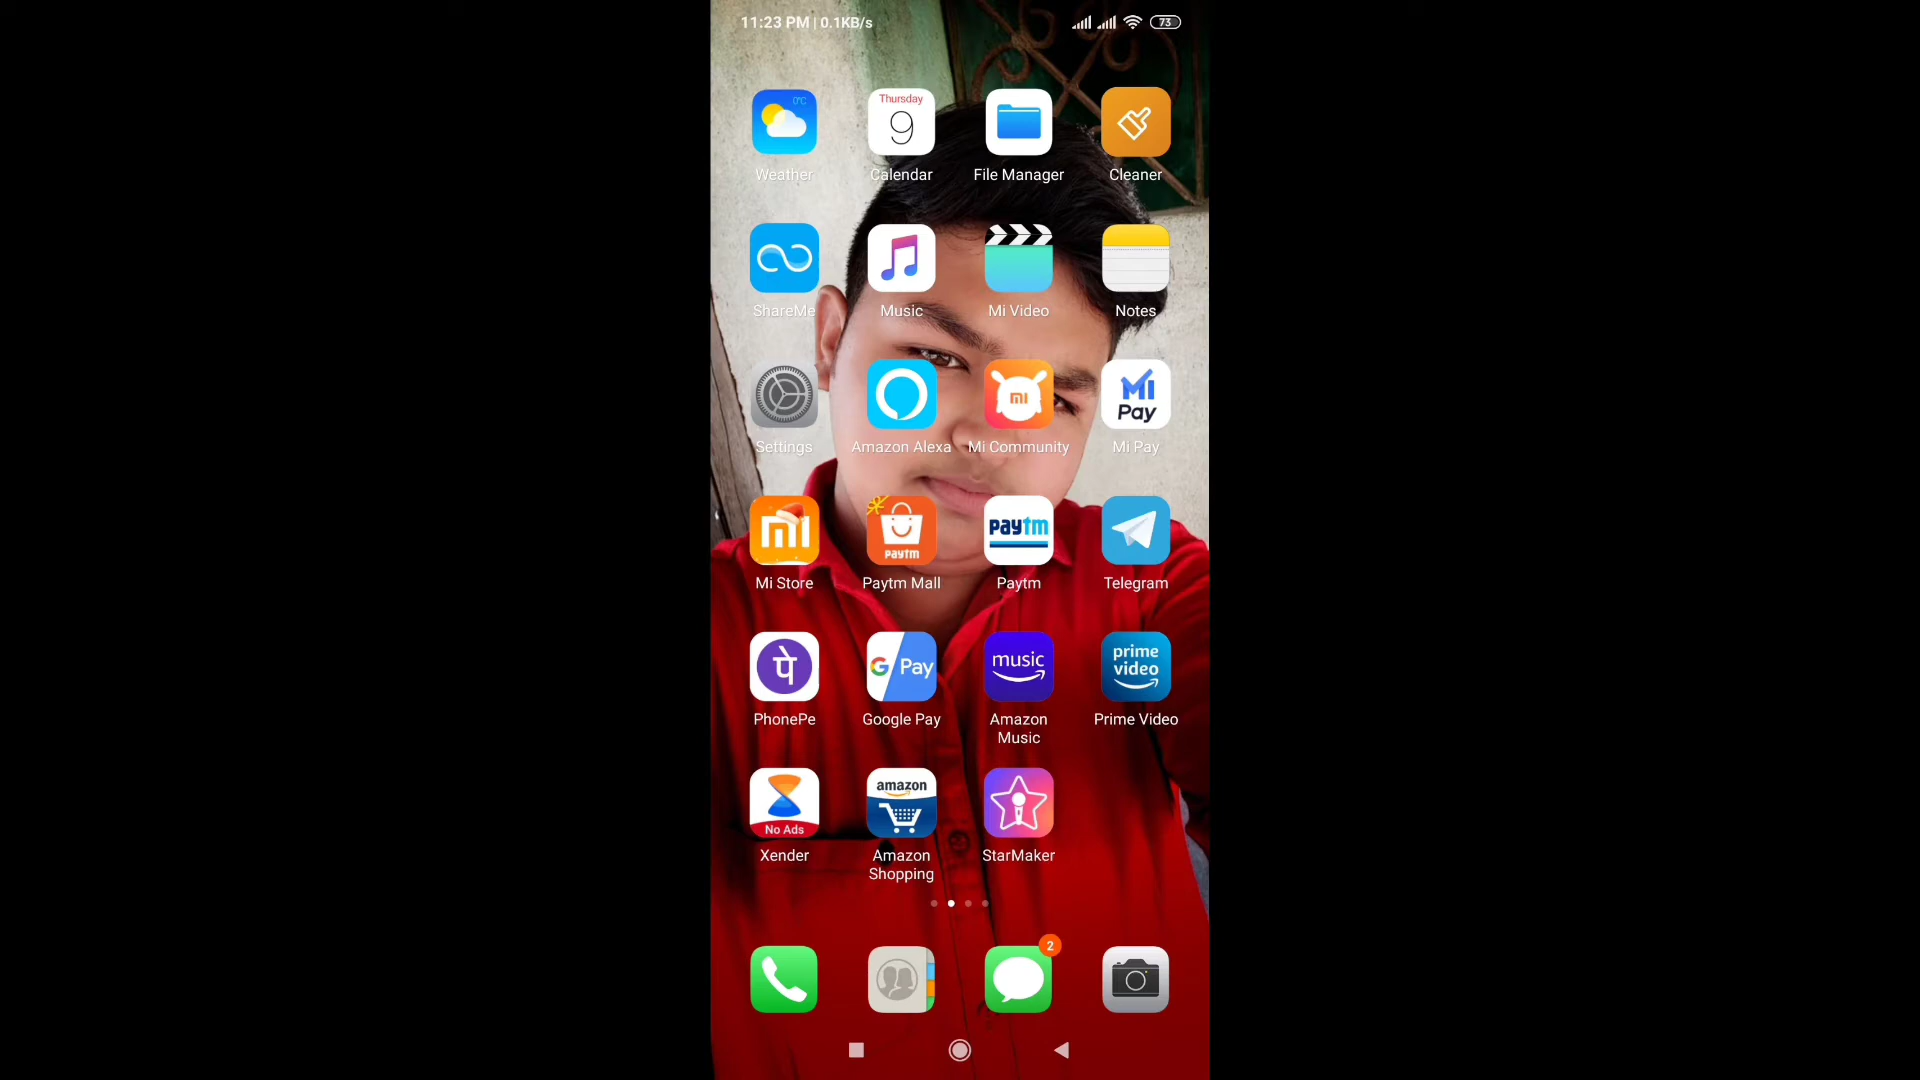 11:23 PM | 0.1KB/s
73
0°C
Thursday
9
Weather
Calendar
File Manager
Cleaner
ShareMe
Music
Mi Video
Notes
mi
MI
Pay
Settings
Amazon Alexa
Mi Community
Mi Pay
mi
paytm
paytm
Mi Store
Paytm Mall
Paytm
Telegram
पे
G Pay
music
prime
video
PhonePe
Google Pay
Amazon
Music
Prime Video
No Ads
amazon
Xender
Amazon
Shopping
StarMaker
2